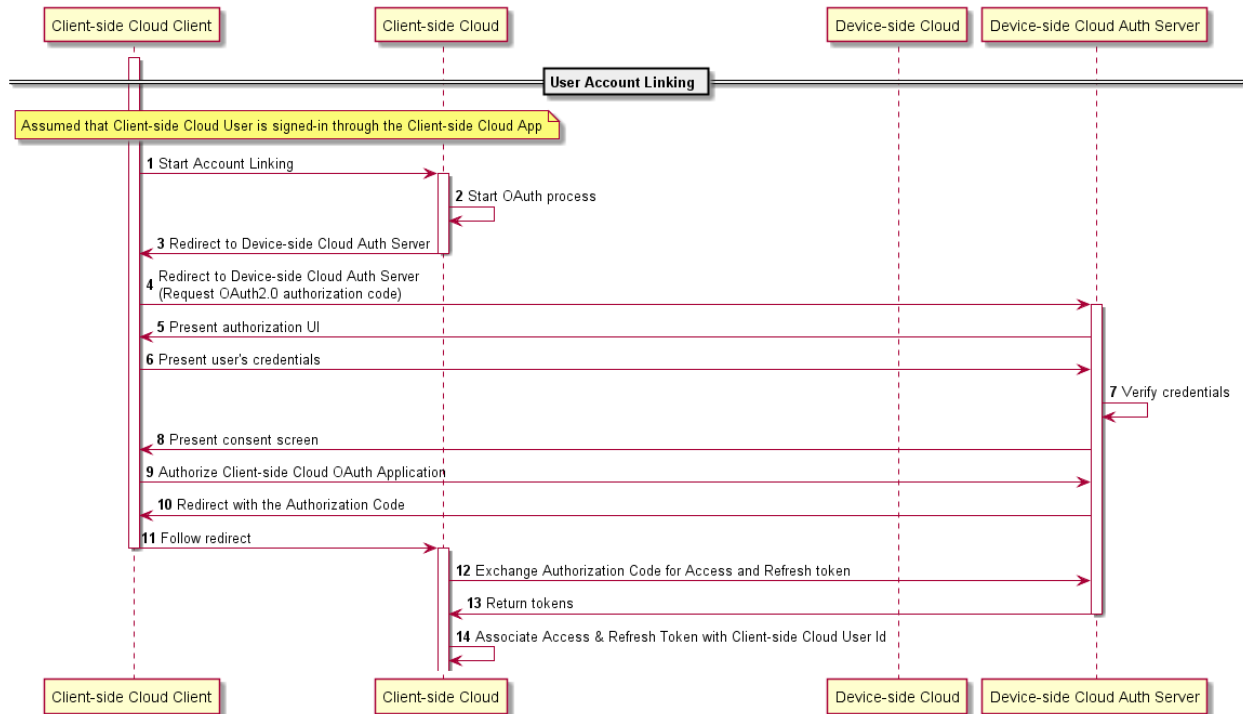 Client-side Cloud Client
Client-side Cloud
Device-side Cloud
Device-side Cloud Auth Server
User Account Linking
Assumed that Client-side Cloud User is signed-in through the Client-side Cloud App
1 Start Account Linking
2 Start OAuth process
3 Redirect to Device-side Cloud Auth Server
4 Redirect to Device-side Cloud Auth Server
(Request OAuth2.0 authorization code)
5 Present authorization UI
6 Present user's credentials
7 Verify credentials
8 Present consent screen
9 Authorize Client-side Cloud OAuth Application
10 Redirect with the Authorization Code
11 Follow redirect
12 Exchange Authorization Code for Access and Refresh token
13 Return tokens
14 Associate Access & Refresh Token with Client-side Cloud User Id
Client-side Cloud Client
Client-side Cloud
Device-side Cloud
Device-side Cloud Auth Server